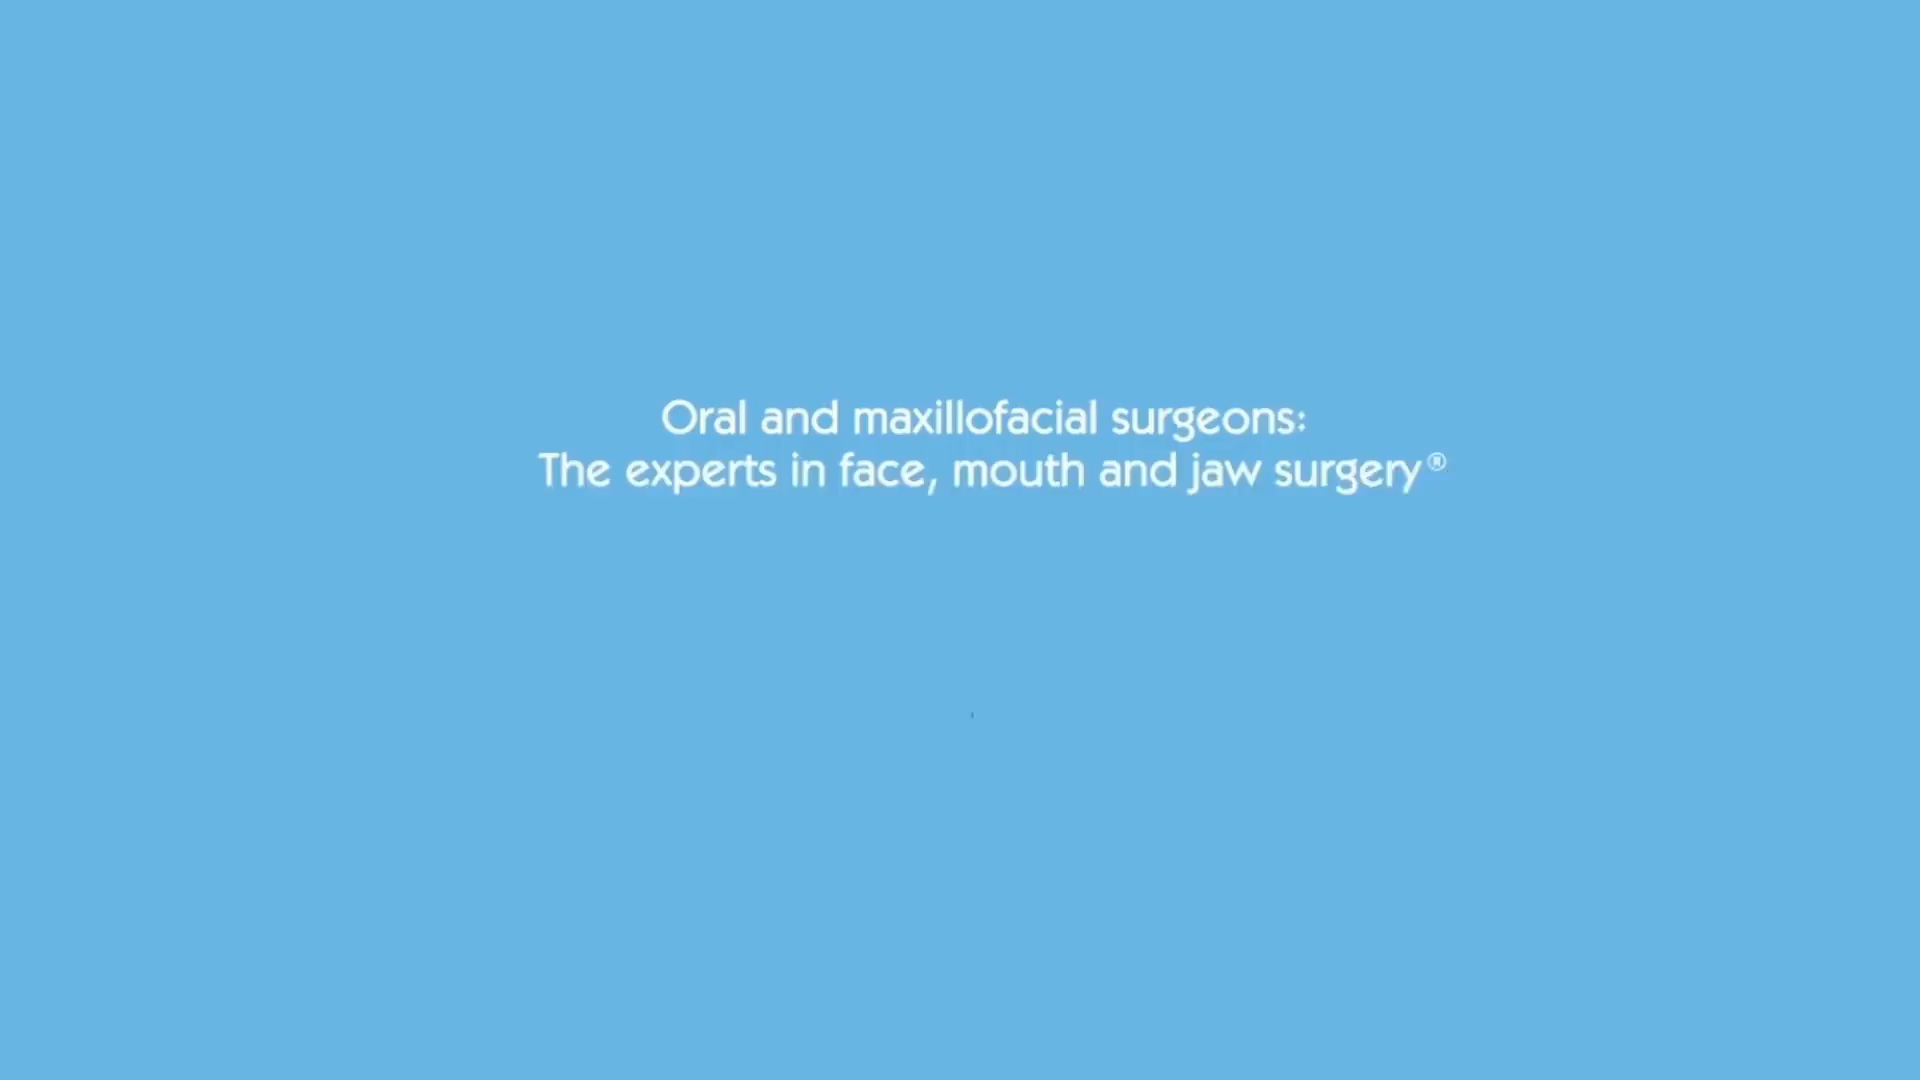 Oral and maxillofacial surgeons:
The experts in face, mouth and jaw surgery®